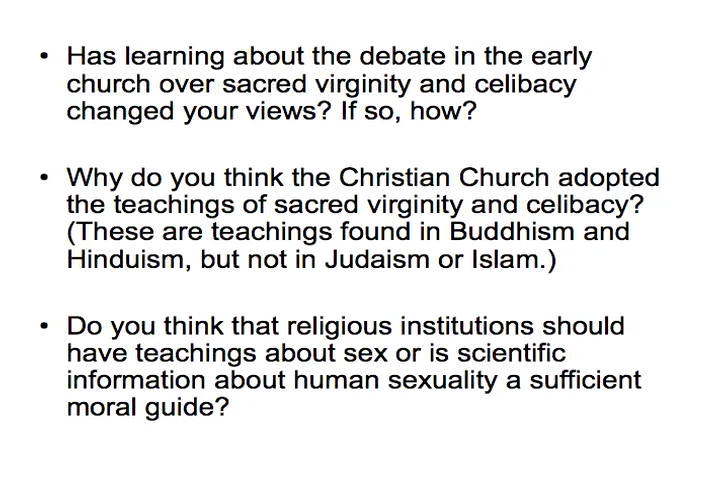 • Has learning about the debate in the early
church over sacred virginity and celibacy
changed your views? If so, how?
• Why do you think the Christian Church adopted
the teachings of sacred virginity and celibacy?
(These are teachings found in Buddhism and
Hinduism, but not in Judaism or Islam.)
• Do you think that religious institutions should
have teachings about sex or is scientific
information about human sexuality a sufficient
moral guide?